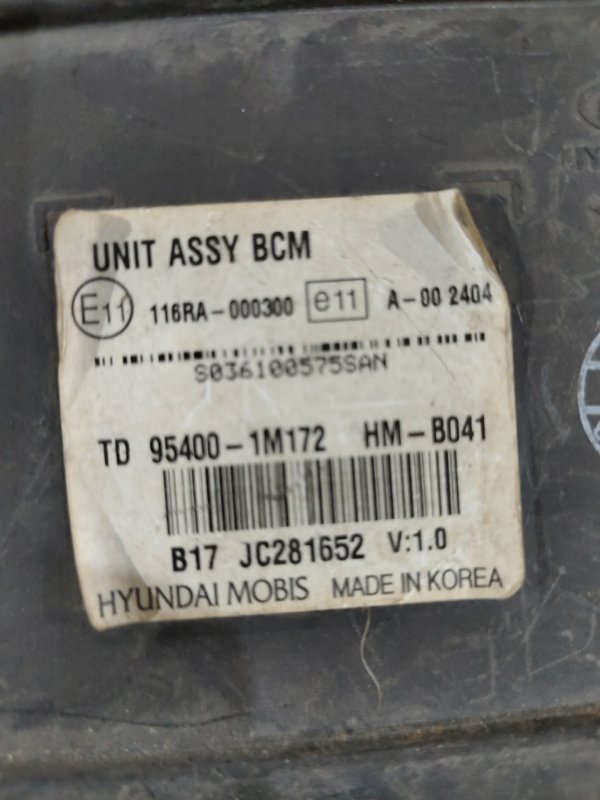 UNIT ASSY BCM
E11 116RA-000300 e11 A-00 2404
S036100575SAN
TD 95400-1M172 HM-B041
B17 JC281652 V:1.0
HYUNDAI MOBIS MADE IN KOREA